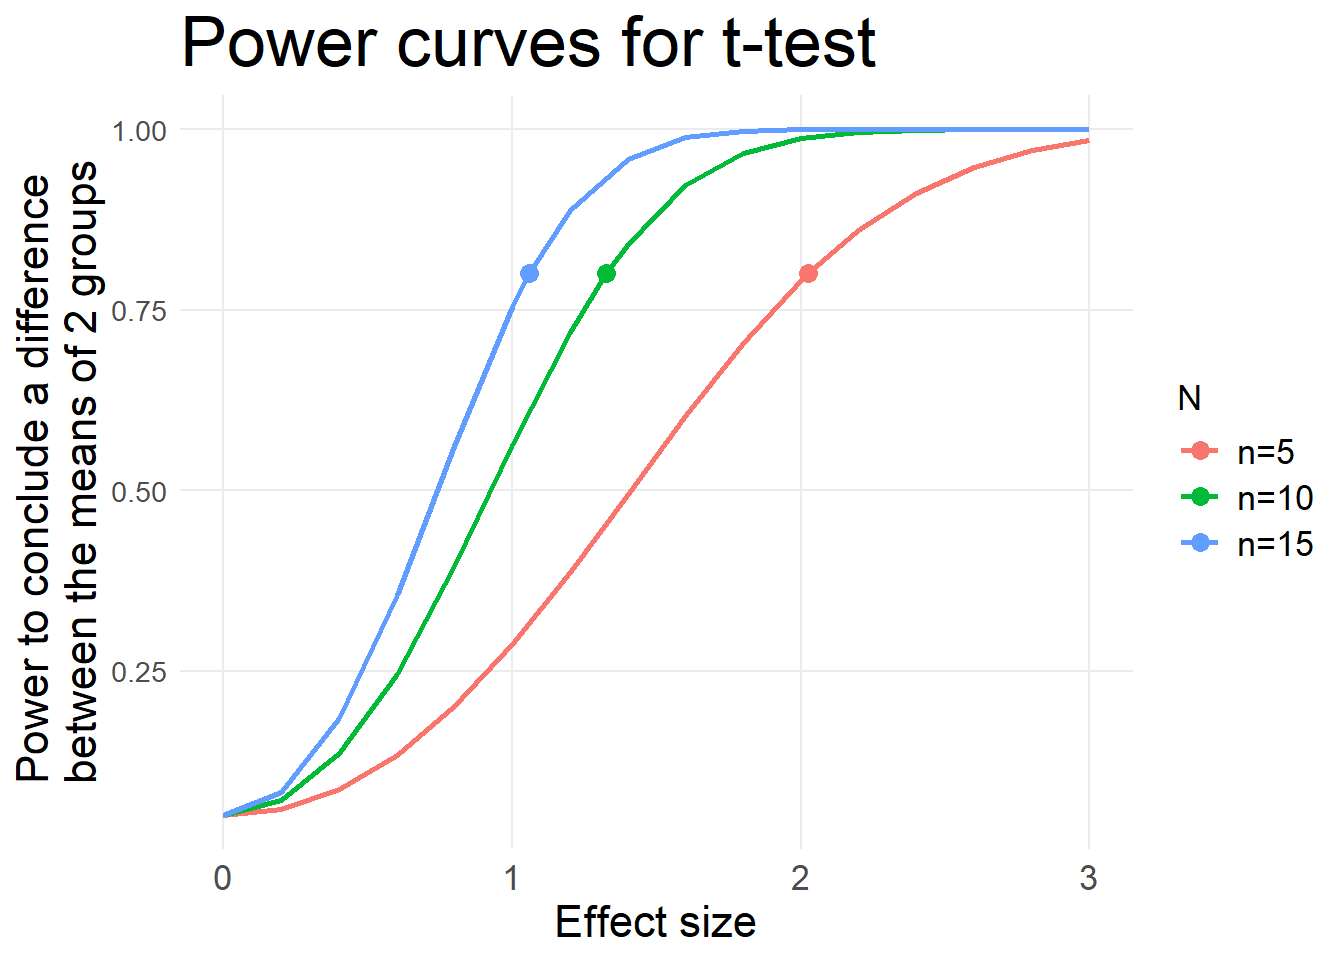 Power curves for t-test
Power to conclude a difference
between the means of 2 groups
1.00
0.75
0.50
0.25
0
1
2
3
Effect size
N
n=5
n=10
n=15